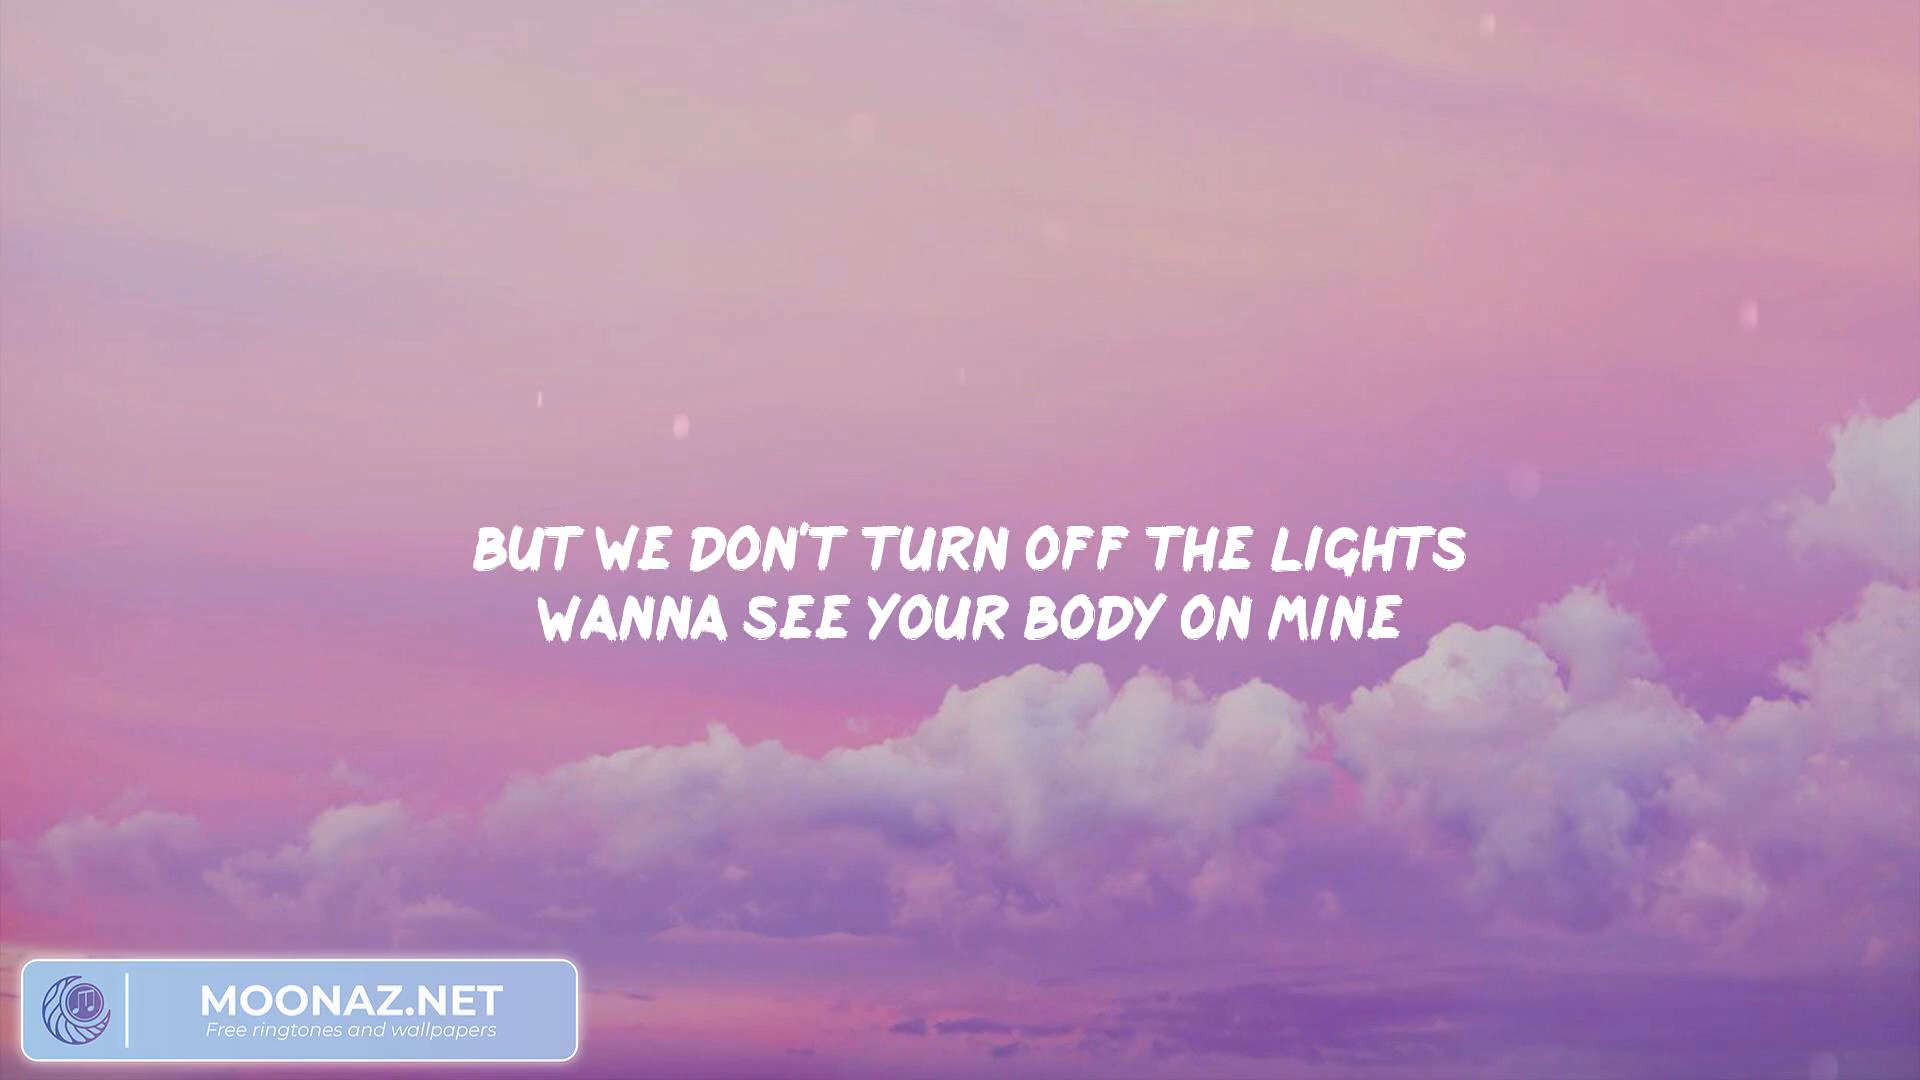 BUT WE DON'T TURN OFF THE LIGHTS
WANNA SEE YOUR BODY ON MINE
MOONAZ.NET
Free ringtones and wallpapers